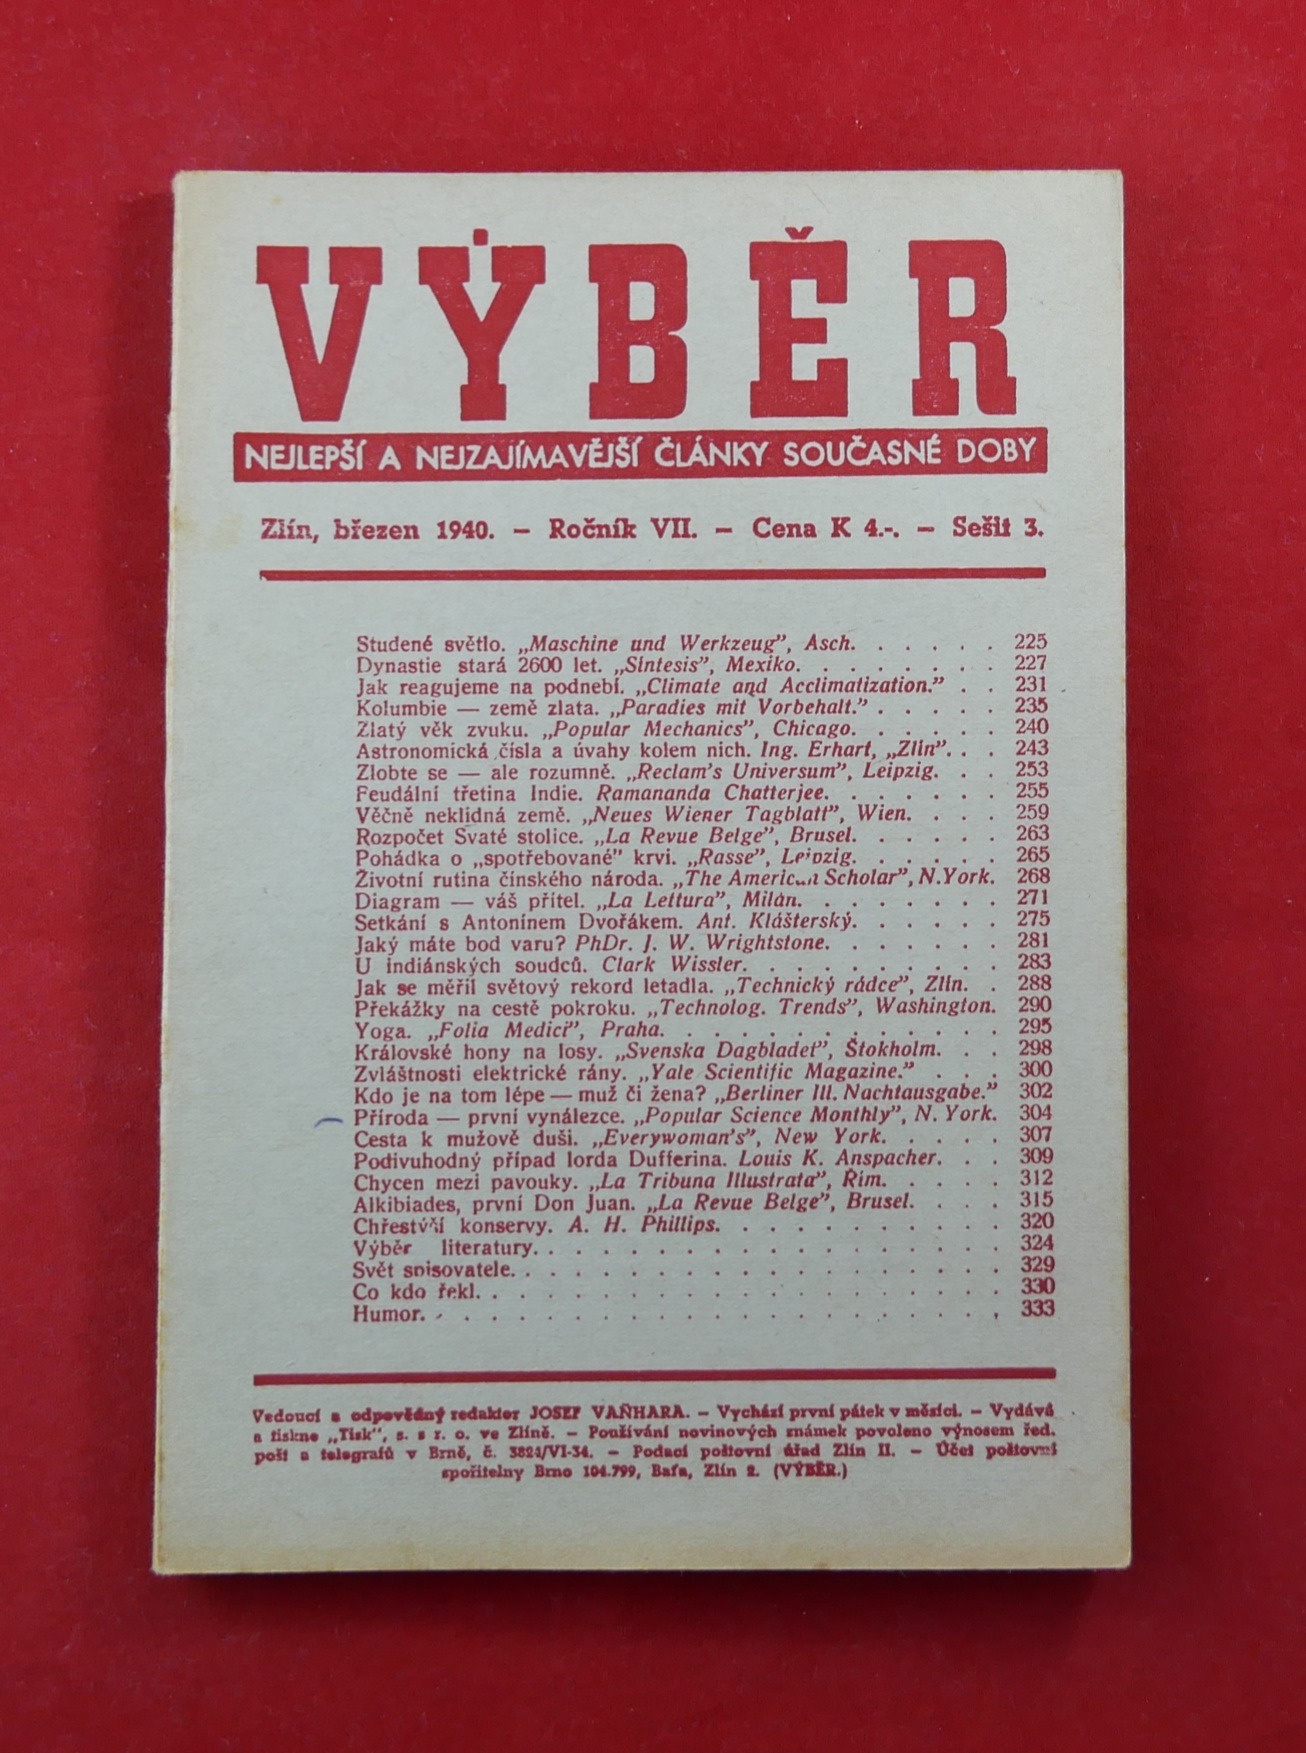 VÝBĚR
NEJLEPŠÍ A NEJZAJÍMAVĚJŠÍ ČLÁNKY SOUČASNÉ DOBY
Zlín, březen 1940. – Ročník VII. – Cena K 4.-. – Sešit 3.
Studené světlo. „Maschine und Werkzeug”, Asch. . . . . . 225
Dynastie stará 2600 let. „Sintesis”, Mexiko. . . . . . . . 227
Jak reagujeme na podnebí. „Climate and Acclimatization.” . . 231
Kolumbie — země zlata. „Paradies mit Vorbehalt.” . . . . . 235
Zlatý věk zvuku. „Popular Mechanics”, Chicago. . . . . . 240
Astronomická čísla a úvahy kolem nich. Ing. Erhart, „Zlín”. . . 243
Zlobte se — ale rozumně. „Reclam's Universum”, Leipzig. . . 253
Feudální třetina Indie. Ramananda Chatterjee. . . . . . . 255
Věčně neklidná země. „Neues Wiener Tagblatt”, Wien. . . . 259
Rozpočet Svaté stolice. „La Revue Belge”, Brusel. . . . . . 263
Pohádka o „spotřebované” krvi. „Rasse”, Leipzig. . . . . . 265
Životní rutina čínského národa. „The American Scholar”, N.York. 268
Diagram — váš přítel. „La Lettura”, Milán. . . . . . . . 271
Setkání s Antonínem Dvořákem. Ant. Klášterský. . . . . . 275
Jaký máte bod varu? PhDr. J. W. Wrightstone. . . . . . . 281
U indiánských soudců. Clark Wissler. . . . . . . . . . 283
Jak se měřil světový rekord letadla. „Technický rádce”, Zlín. . 288
Překážky na cestě pokroku. „Technolog. Trends”, Washington. 290
Yoga. „Folia Medici”, Praha. . . . . . . . . . . . . 295
Královské hony na losy. „Svenska Dagbladet”, Štokholm. . . 298
Zvláštnosti elektrické rány. „Yale Scientific Magazine.” . . . 300
Kdo je na tom lépe — muž či žena? „Berliner Ill. Nachtausgabe.” 302
Příroda — první vynálezce. „Popular Science Monthly”, N. York. 304
Cesta k mužově duši. „Everywoman's”, New York. . . . . 307
Podivuhodný případ lorda Dufferina. Louis K. Anspacher. . . 309
Chycen mezi pavouky. „La Tribuna Illustrata”, Řím. . . . . 312
Alkibiades, první Don Juan. „La Revue Belge”, Brusel. . . . 315
Chřestýší konservy. A. H. Phillips. . . . . . . . . . . 320
Výběr literatury. . . . . . . . . . . . . . . . . . 324
Svět spisovatele. . . . . . . . . . . . . . . . . . . 329
Co kdo řekl. . . . . . . . . . . . . . . . . . . . 330
Humor. . . . . . . . . . . . . . . . . . . . . . 333
Vedoucí a odpovědný redaktor JOSEF VAŇHARA. – Vychází první pátek v měsíci. – Vydává
a tiskne „Tisk”, s. s r. o. ve Zlíně. – Používání novinových známek povoleno výnosem řed.
pošt a telegrafů v Brně, č. 3824/VI-34. – Podací poštovní úřad Zlín II. – Účet poštovní
spořitelny Brno 104.799, Baťa, Zlín 2. (VÝBĚR.)